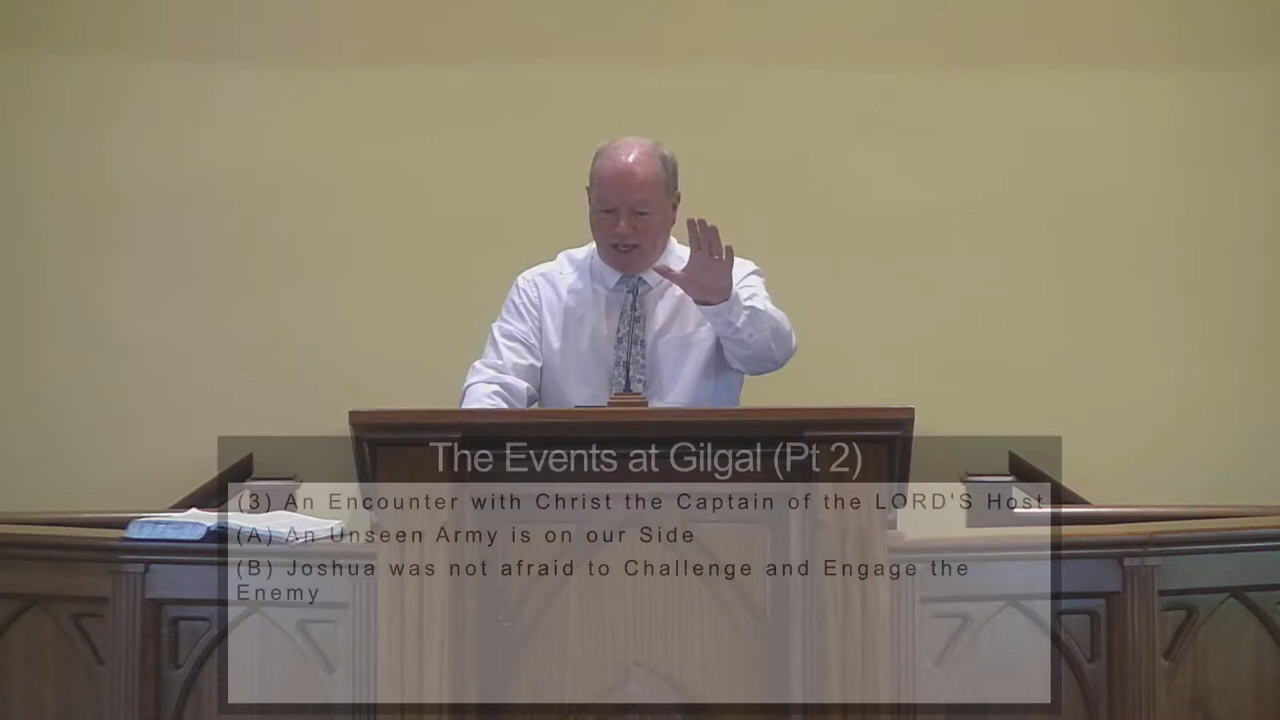 The Events at Gilgal (Pt 2)
(3) An Encounter with Christ the Captain of the LORD'S Host
(A) An Unseen Army is on our Side
(B) Joshua was not afraid to Challenge and Engage the
Enemy